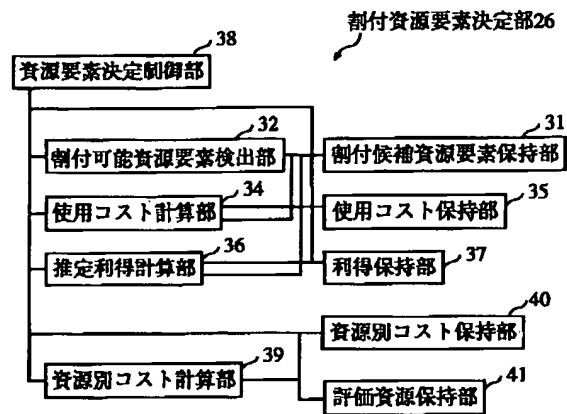 割付資源要素決定部26
38
資源要素決定制御部
32
割付可能資源要素検出部
31
割付候補資源要素保持部
34
使用コスト計算部
35
使用コスト保持部
36
推定利得計算部
37
利得保持部
40
資源別コスト保持部
39
資源別コスト計算部
41
評価資源保持部